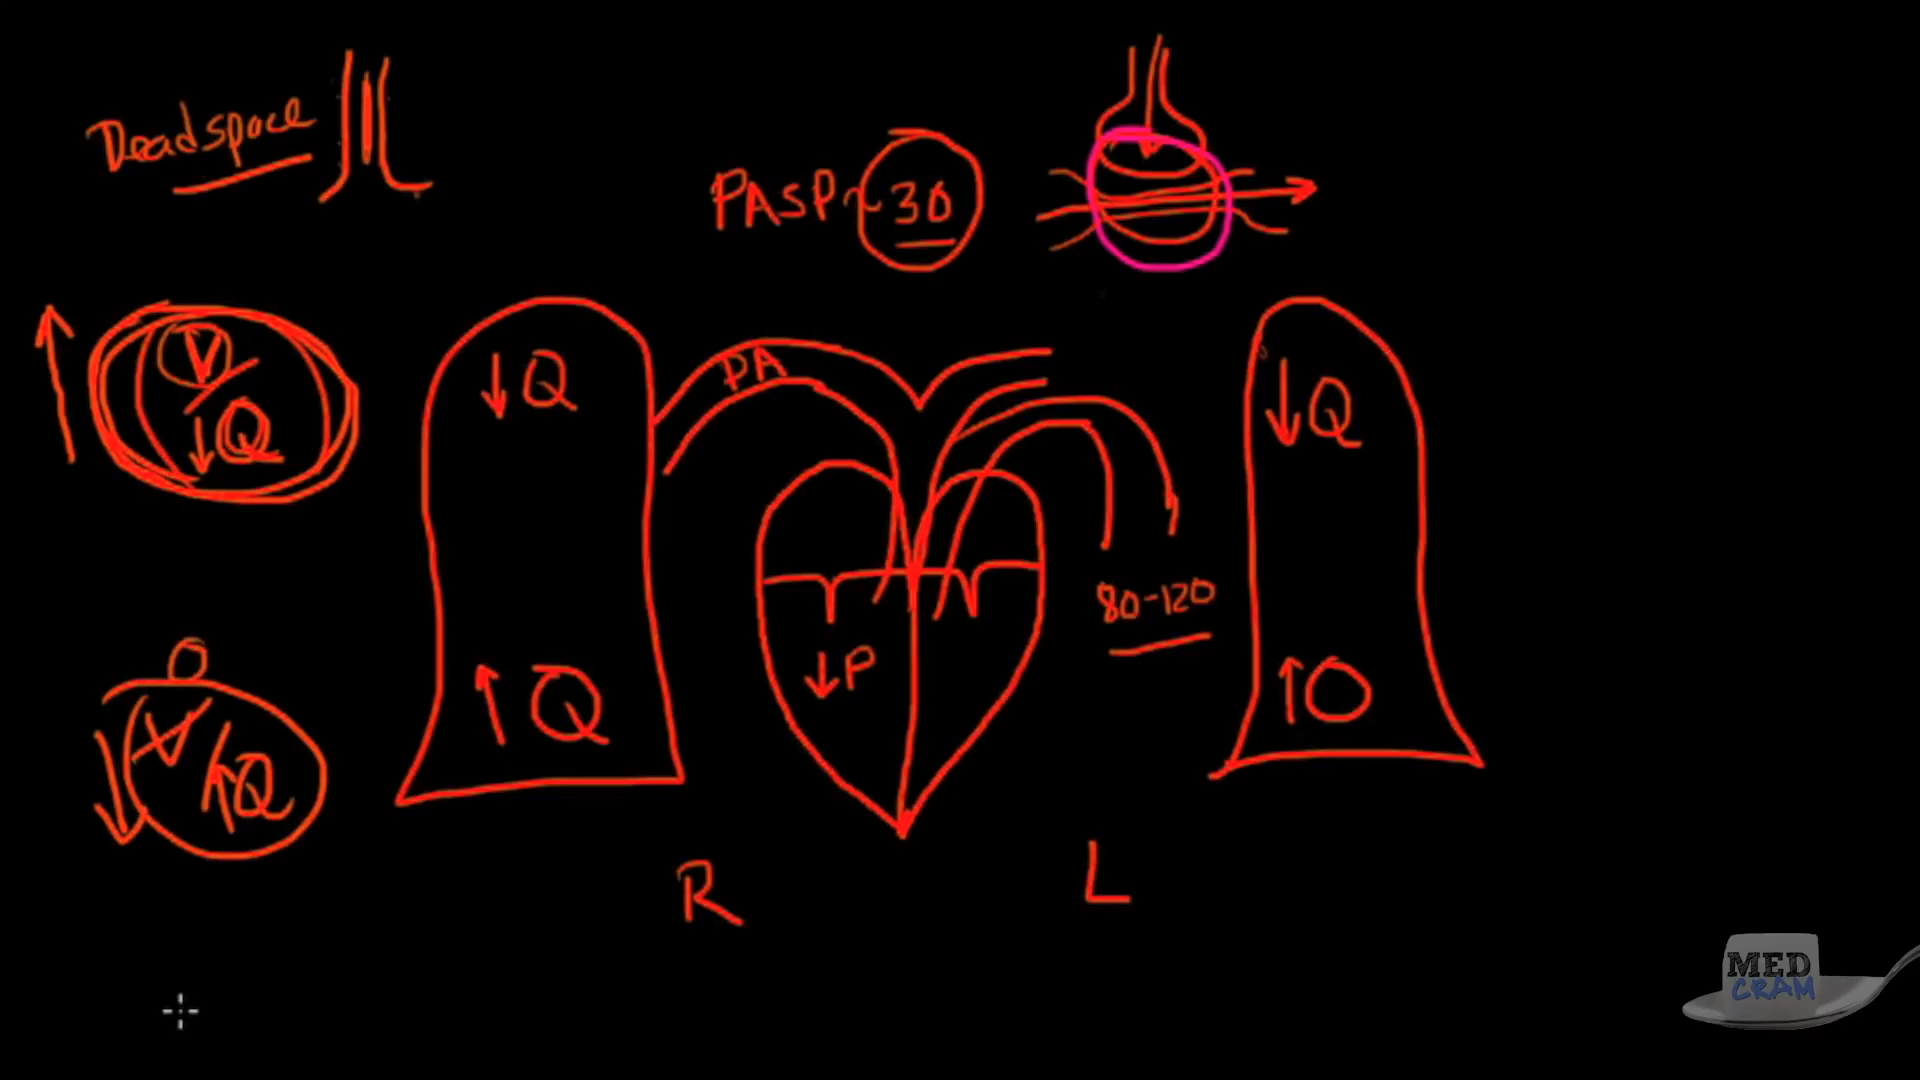 Deadspace
PASP~30
V/↓Q
↓Q
PA
↓Q
80-120
↓P
O
V/↑Q
↑Q
↑O
R
L
MED
CRAM